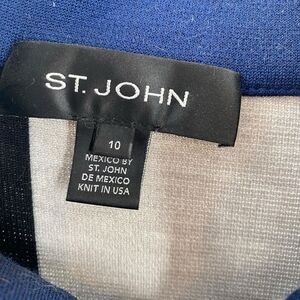 ST. JOHN
10
MEXICO BY
ST. JOHN
DE MEXICO
KNIT IN USA